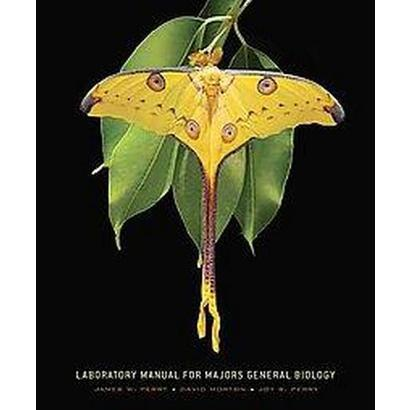 LABORATORY MANUAL FOR MAJORS GENERAL BIOLOGY
JAMES W. PERRY • DAVID MORTON • JOY B. PERRY